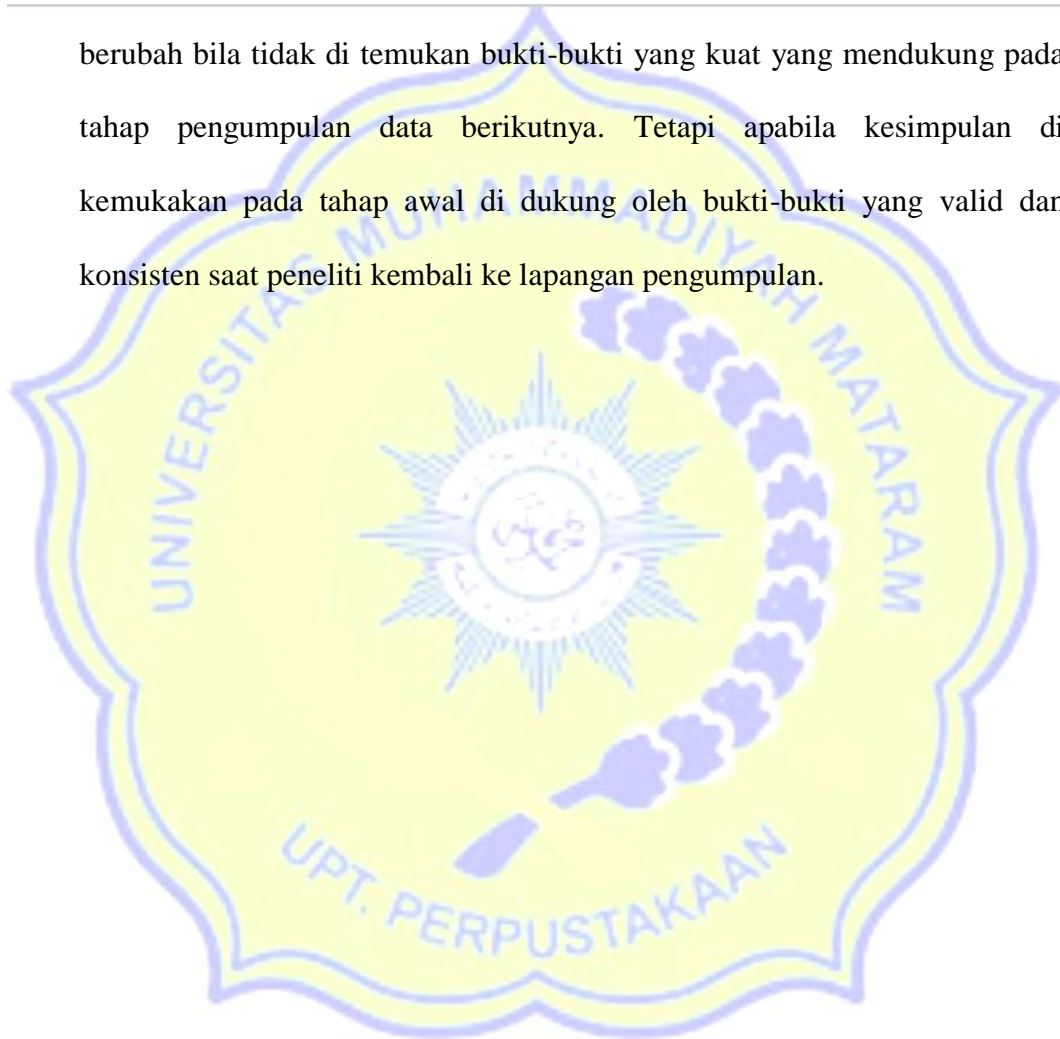 berubah bila tidak di temukan bukti-bukti yang kuat yang mendukung pada
tahap pengumpulan data berikutnya. Tetapi apabila kesimpulan di
kemukakan pada tahap awal di dukung oleh bukti-bukti yang valid dan
konsisten saat peneliti kembali ke lapangan pengumpulan.
UNIVERSITAS MUHAMMADIYAH MATARAM
UPT. PERPUSTAKAAN